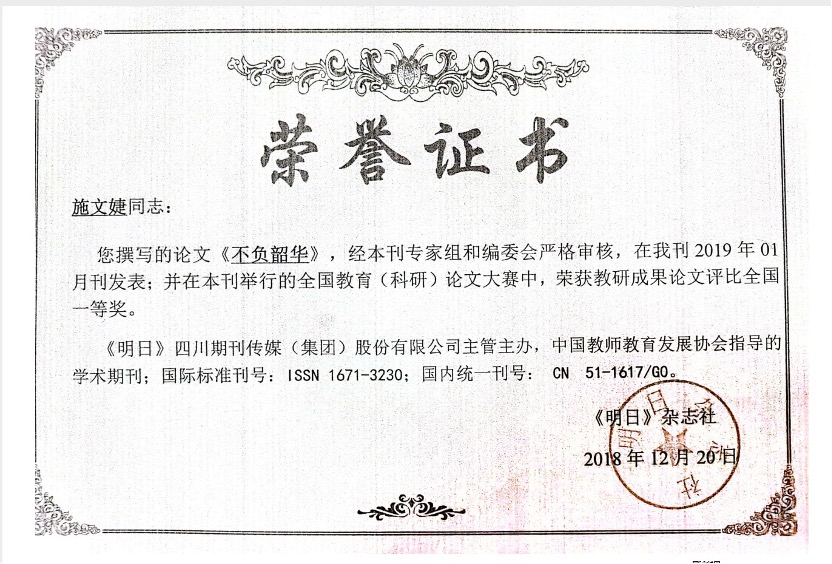 荣誉证书
施文婕同志：
您撰写的论文《不负韶华》，经本刊专家组和编委会严格审核，在我刊 2019 年 01
月刊发表；并在本刊举行的全国教育（科研）论文大赛中，荣获教研成果论文评比全国
一等奖。
《明日》四川期刊传媒（集团）股份有限公司主管主办，中国教师教育发展协会指导的
学术期刊；国际标准刊号：ISSN 1671-3230；国内统一刊号： CN 51-1617/GO。
《明日》杂志社
2018 年 12 月 20 日
明日杂志社